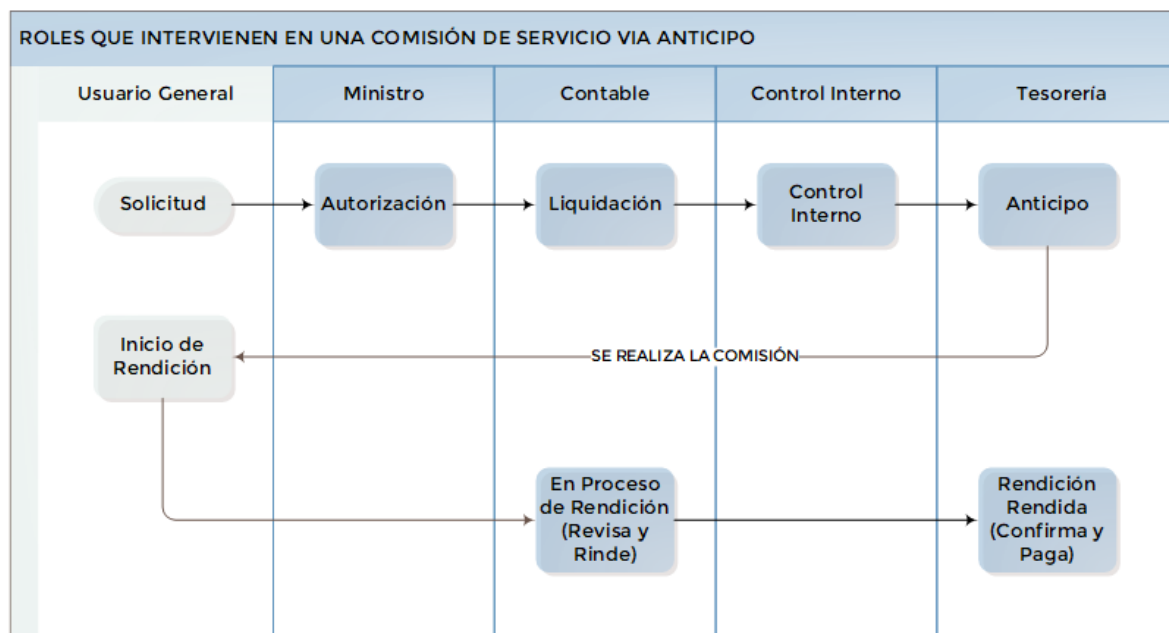 ROLES QUE INTERVIENEN EN UNA COMISIÓN DE SERVICIO VIA ANTICIPO
Usuario General
Ministro
Contable
Control Interno
Tesorería
Solicitud
Autorización
Liquidación
Control
Interno
Anticipo
Inicio de
Rendición
SE REALIZA LA COMISIÓN
En Proceso
de Rendición
(Revisa y
Rinde)
Rendición
Rendida
(Confirma y
Paga)